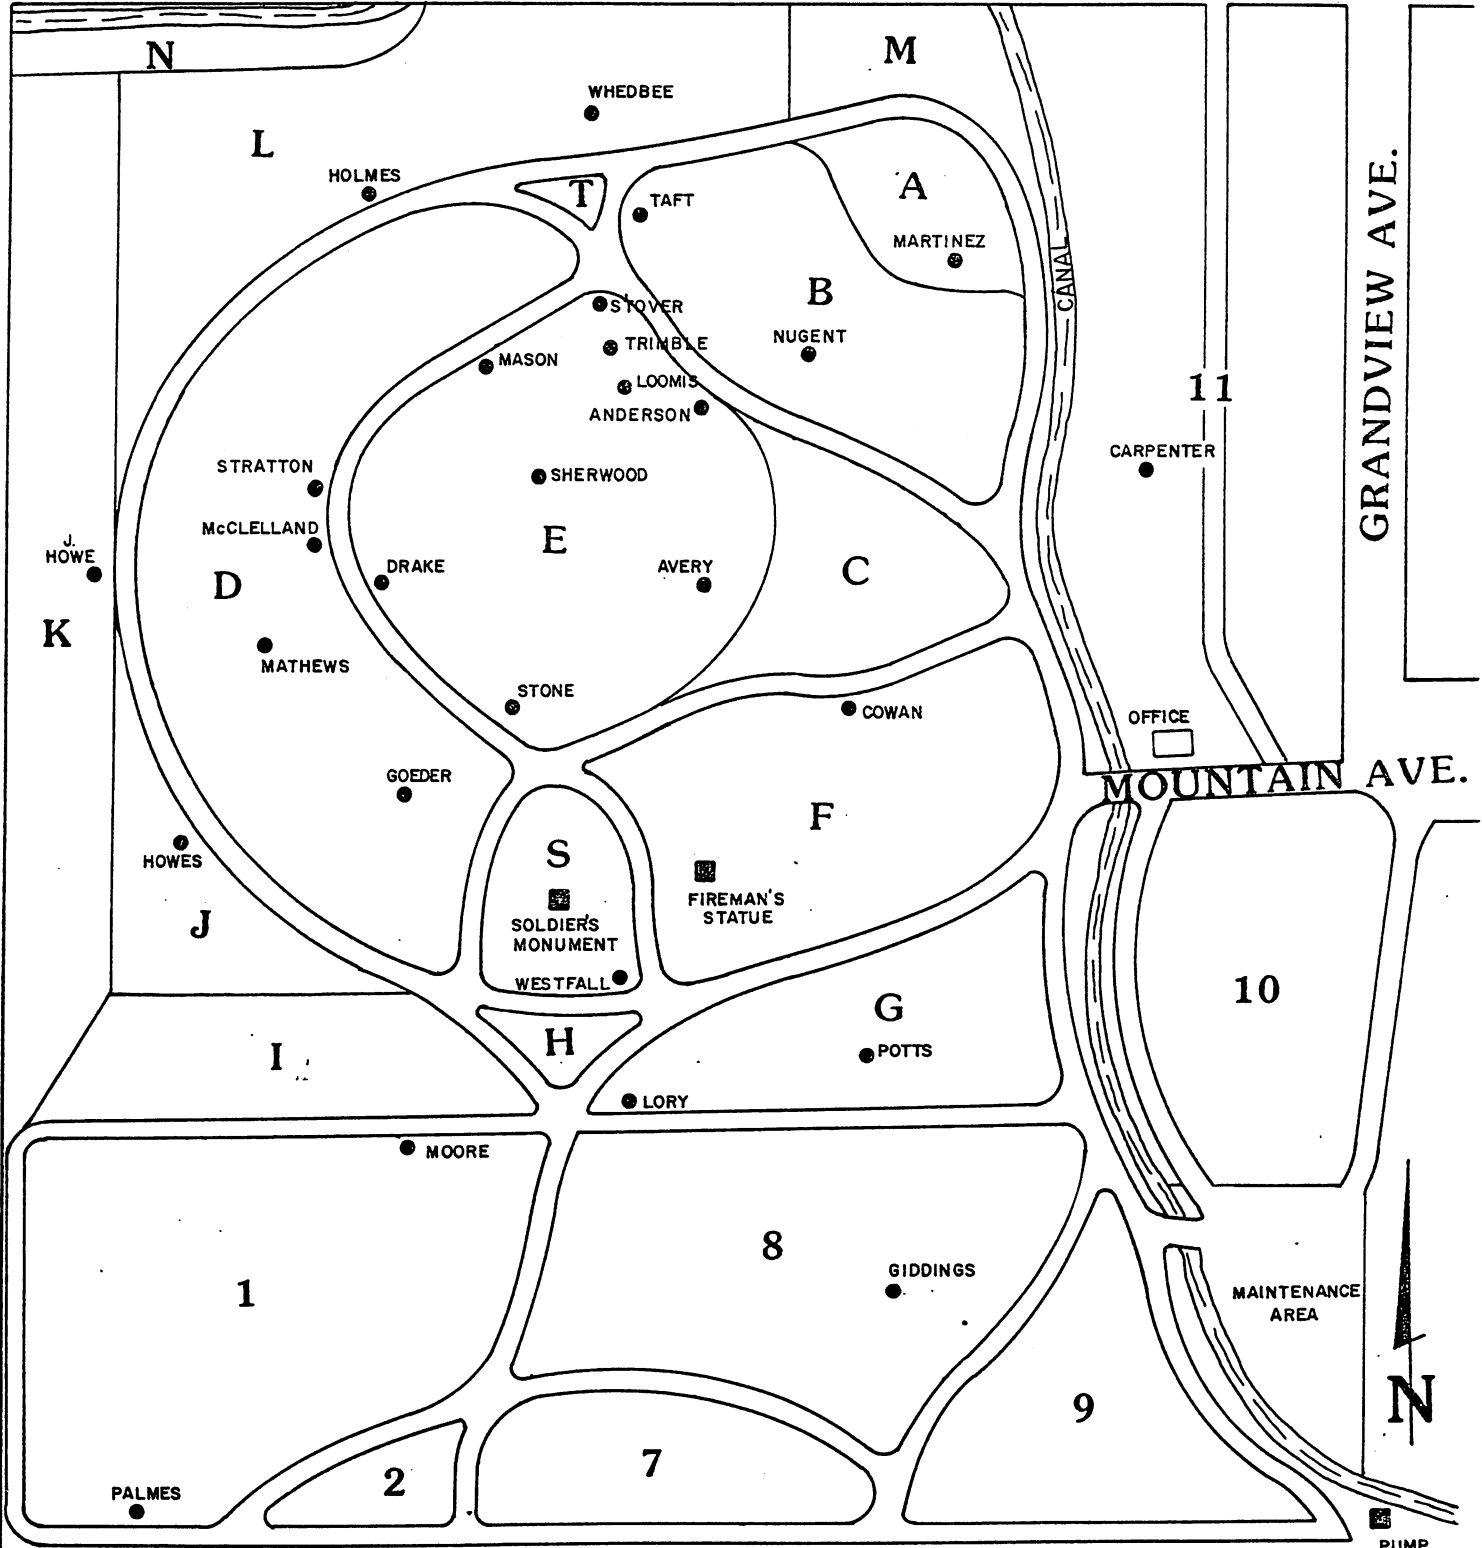 N
M
WHEDBEE
L
HOLMES
T
TAFT
A
MARTINEZ
CANAL
GRANDVIEW AVE.
B
STOVER
TRIMBLE
NUGENT
MASON
LOOMIS
ANDERSON
11
CARPENTER
STRATTON
SHERWOOD
McCLELLAND
E
J.
HOWE
DRAKE
AVERY
C
D
K
MATHEWS
STONE
COWAN
OFFICE
MOUNTAIN AVE.
GOEDER
F
HOWES
S
FIREMAN'S
STATUE
J
SOLDIER'S
MONUMENT
WESTFALL
10
G
H
I
POTTS
LORY
MOORE
8
1
GIDDINGS
MAINTENANCE
AREA
N
9
7
2
PALMES
PUMP